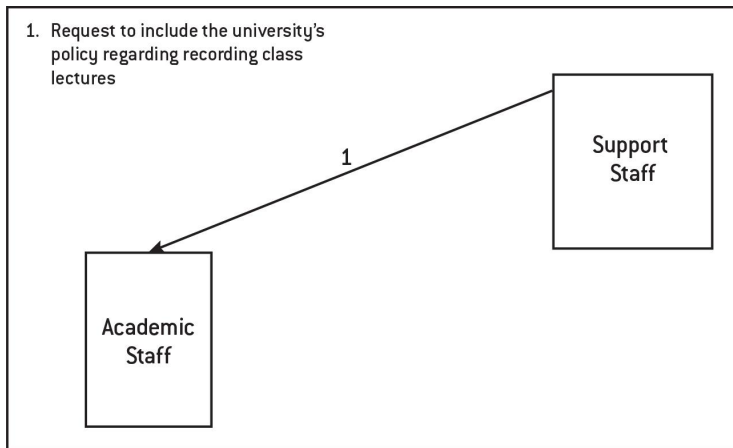 1. Request to include the university's
policy regarding recording class
lectures
Support
Staff
1
Academic
Staff